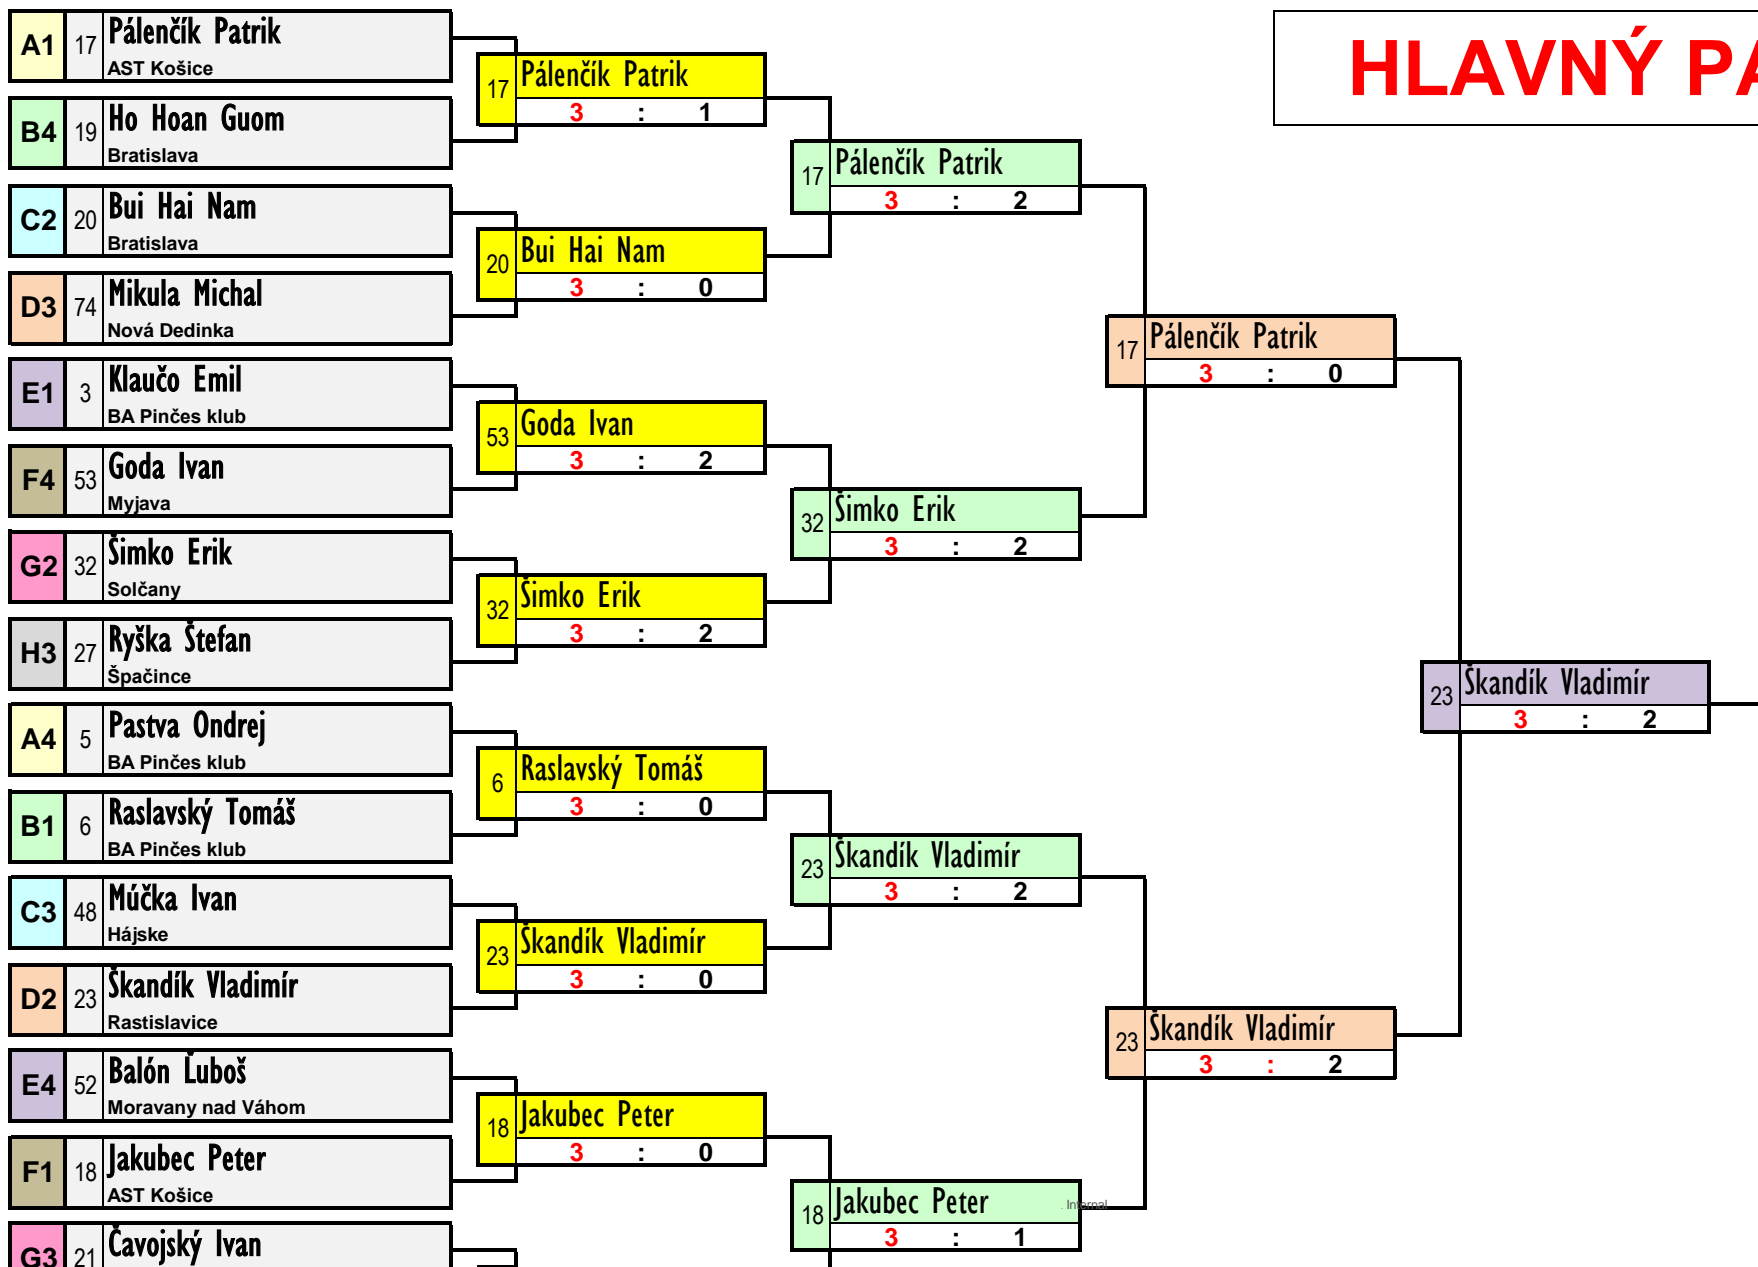 HLAVNÝ PA
A1 17 Pálenčík Patrik
AST Košice
B4 19 Ho Hoan Guom
Bratislava
C2 20 Bui Hai Nam
Bratislava
D3 74 Mikula Michal
Nová Dedinka
E1 3 Klaučo Emil
BA Pinčes klub
F4 53 Goda Ivan
Myjava
G2 32 Šimko Erik
Solčany
H3 27 Ryška Štefan
Špačince
A4 5 Pastva Ondrej
BA Pinčes klub
B1 6 Raslavský Tomáš
BA Pinčes klub
C3 48 Múčka Ivan
Hájske
D2 23 Škandík Vladimír
Rastislavice
E4 52 Balón Ľuboš
Moravany nad Váhom
F1 18 Jakubec Peter
AST Košice
G3 21 Čavojský Ivan
17 Pálenčík Patrik
3 : 1
20 Bui Hai Nam
3 : 0
53 Goda Ivan
3 : 2
32 Šimko Erik
3 : 2
6 Raslavský Tomáš
3 : 0
23 Škandík Vladimír
3 : 0
18 Jakubec Peter
3 : 0
17 Pálenčík Patrik
3 : 2
32 Šimko Erik
3 : 2
23 Škandík Vladimír
3 : 2
18 Jakubec Peter
3 : 1
Internal
17 Pálenčík Patrik
3 : 0
23 Škandík Vladimír
3 : 2
23 Škandík Vladimír
3 : 2